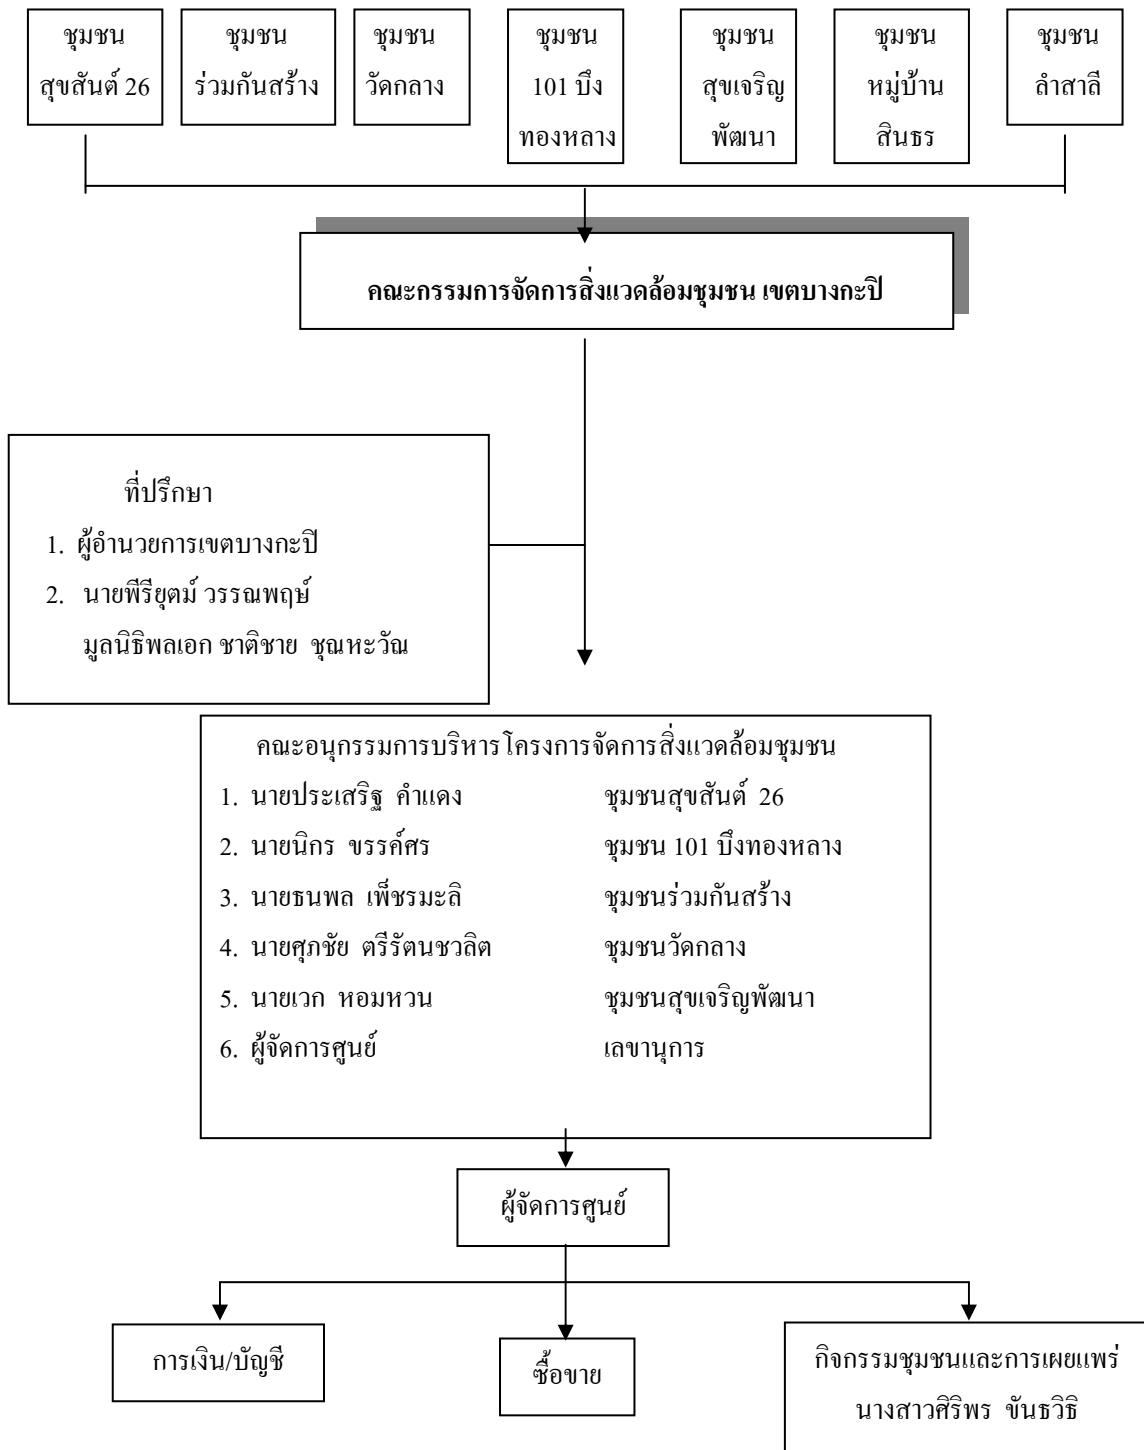 ชุมชน
สุขสันต์ 26
ชุมชน
ร่วมกันสร้าง
ชุมชน
วัดกลาง
ชุมชน
101 บึง
ทองหลาง
ชุมชน
สุขเจริญ
พัฒนา
ชุมชน
หมู่บ้าน
สินธร
ชุมชน
ลำสาลี
คณะกรรมการจัดการสิ่งแวดล้อมชุมชน เขตบางกะปิ
ที่ปรึกษา
1. ผู้อำนวยการเขตบางกะปิ
2. นายพีรียุตม์ วรรณพฤษ์
มูลนิธิพลเอก ชาติชาย ชุณหะวัณ
คณะอนุกรรมการบริหารโครงการจัดการสิ่งแวดล้อมชุมชน
1. นายประเสริฐ คำแดง ชุมชนสุขสันต์ 26
2. นายนิกร ขรรค์ศร ชุมชน 101 บึงทองหลาง
3. นายธนพล เพ็ชรมะลิ ชุมชนร่วมกันสร้าง
4. นายศุภชัย ตรีรัตนชวลิต ชุมชนวัดกลาง
5. นายเวก หอมหวน ชุมชนสุขเจริญพัฒนา
6. ผู้จัดการศูนย์ เลขานุการ
ผู้จัดการศูนย์
การเงิน/บัญชี
ซื้อขาย
กิจกรรมชุมชนและการเผยแพร่
นางสาวศิริพร ขันธวิธิ